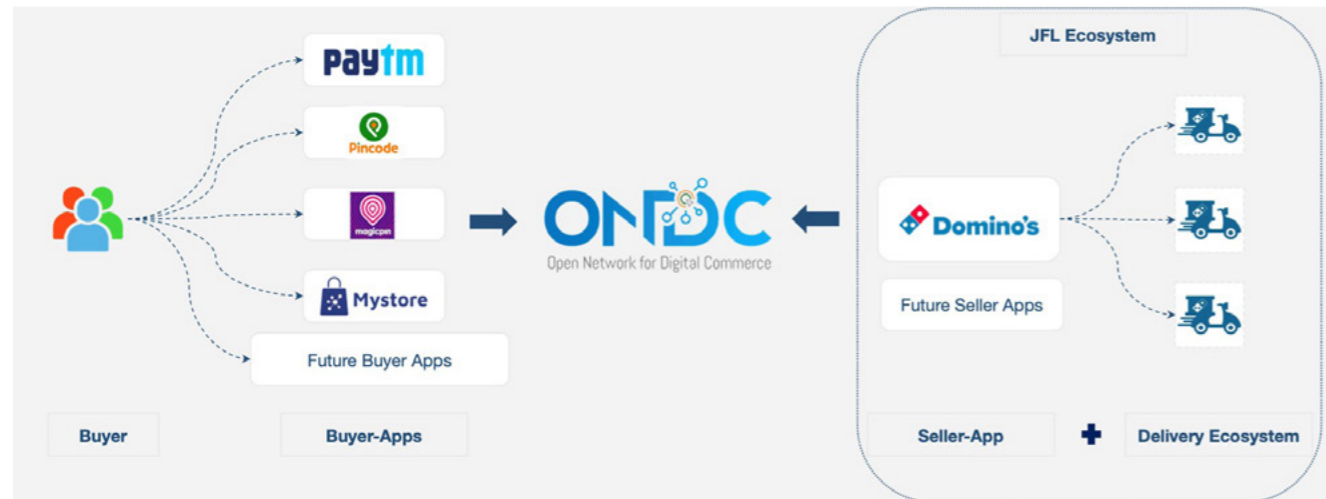 JFL Ecosystem
paytm
Pincode
magicpin
Mystore
Future Buyer Apps
ONDC
Open Network for Digital Commerce
Domino's
Future Seller Apps
Buyer
Buyer-Apps
Seller-App
Delivery Ecosystem